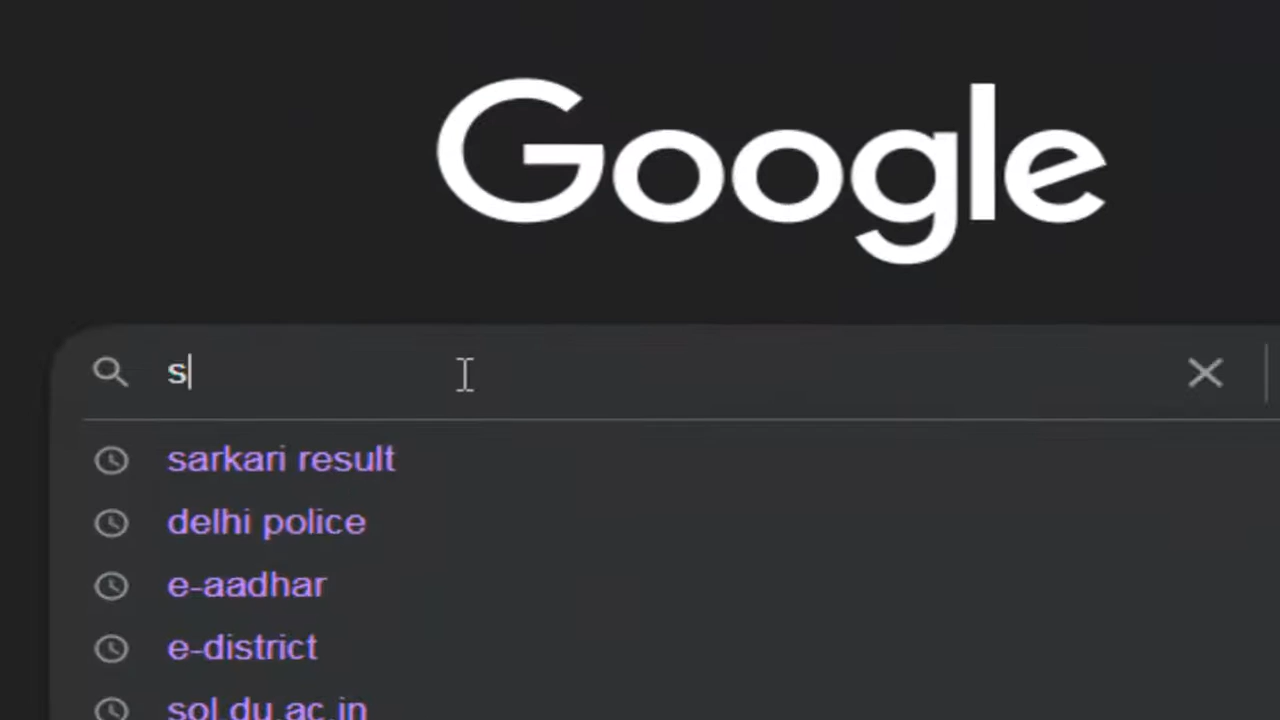 Google
s
sarkari result
delhi police
e-aadhar
e-district
sol.du.ac.in